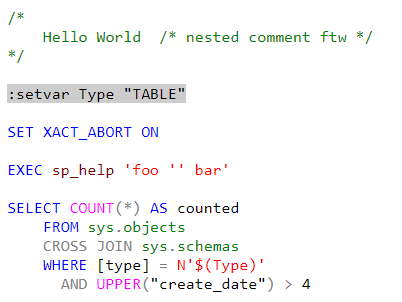 /*
    Hello World  /* nested comment ftw */
*/

:setvar Type "TABLE"

SET XACT_ABORT ON

EXEC sp_help 'foo '' bar'

SELECT COUNT(*) AS counted
    FROM sys.objects
    CROSS JOIN sys.schemas
    WHERE [type] = N'$(Type)'
      AND UPPER("create_date") > 4